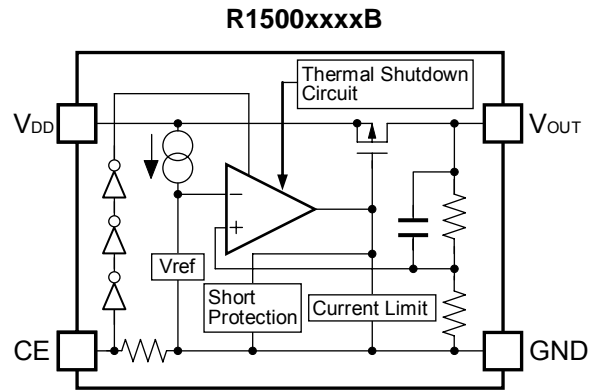 R1500xxxxB
Thermal Shutdown
Circuit
VDD
VOUT
−
+
Vref
Short
Protection
Current Limit
CE
GND